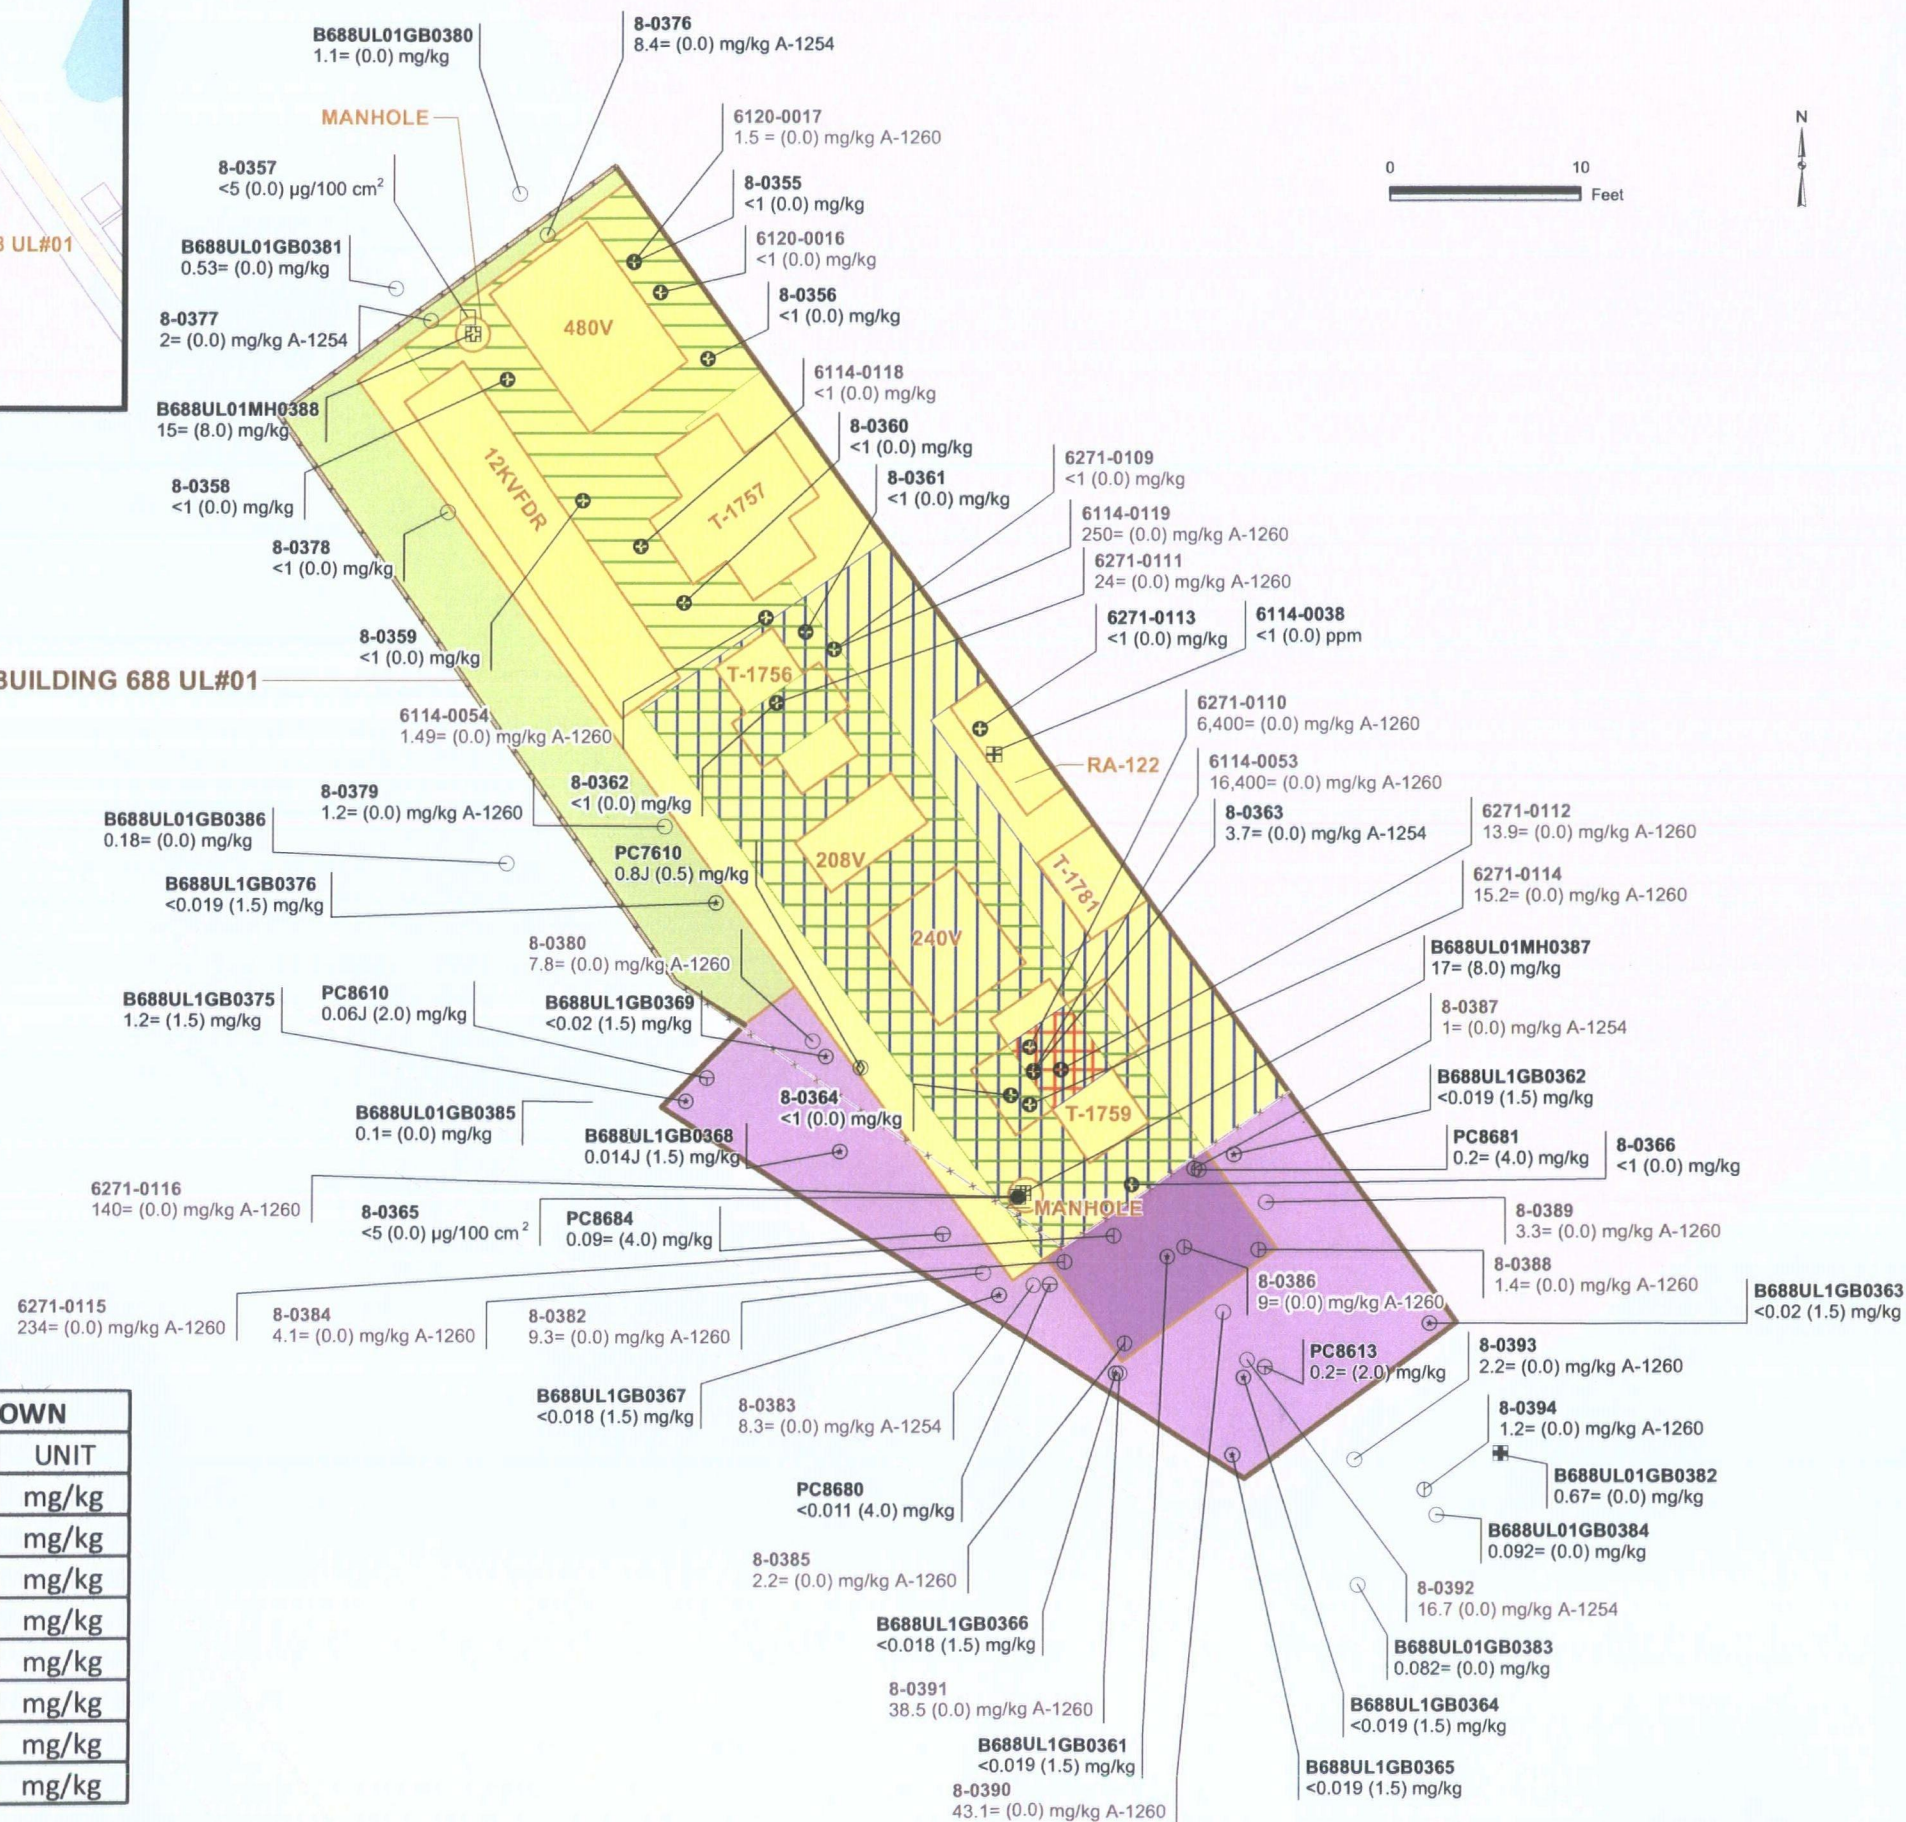 B688UL01GB0380
1.1= (0.0) mg/kg
8-0376
8.4= (0.0) mg/kg A-1254
MANHOLE
6120-0017
1.5 = (0.0) mg/kg A-1260
N
0 10
Feet
8-0357
<5 (0.0) µg/100 cm²
8-0355
<1 (0.0) mg/kg
UL#01
B688UL01GB0381
0.53= (0.0) mg/kg
6120-0016
<1 (0.0) mg/kg
8-0356
<1 (0.0) mg/kg
8-0377
2= (0.0) mg/kg A-1254
480V
6114-0118
<1 (0.0) mg/kg
B688UL01MH0388
15= (8.0) mg/kg
8-0360
<1 (0.0) mg/kg
6271-0109
<1 (0.0) mg/kg
8-0361
<1 (0.0) mg/kg
12KVFDR
T-1757
8-0358
<1 (0.0) mg/kg
6114-0119
250= (0.0) mg/kg A-1260
8-0378
<1 (0.0) mg/kg
6271-0111
24= (0.0) mg/kg A-1260
6271-0113
<1 (0.0) mg/kg
6114-0038
<1 (0.0) ppm
8-0359
<1 (0.0) mg/kg
BUILDING 688 UL#01
T-1756
6114-0054
1.49= (0.0) mg/kg A-1260
6271-0110
6,400= (0.0) mg/kg A-1260
RA-122
6114-0053
16,400= (0.0) mg/kg A-1260
8-0362
<1 (0.0) mg/kg
8-0379
1.2= (0.0) mg/kg A-1260
8-0363
3.7= (0.0) mg/kg A-1254
6271-0112
13.9= (0.0) mg/kg A-1260
B688UL01GB0386
0.18= (0.0) mg/kg
PC7610
0.8J (0.5) mg/kg
208V
T-1781
6271-0114
15.2= (0.0) mg/kg A-1260
B688UL1GB0376
<0.019 (1.5) mg/kg
240V
8-0380
7.8= (0.0) mg/kg A-1260
B688UL01MH0387
17= (8.0) mg/kg
B688UL1GB0375
1.2= (1.5) mg/kg
PC8610
0.06J (2.0) mg/kg
B688UL1GB0369
<0.02 (1.5) mg/kg
8-0387
1= (0.0) mg/kg A-1254
B688UL1GB0362
<0.019 (1.5) mg/kg
8-0364
<1 (0.0) mg/kg
T-1759
B688UL01GB0385
0.1= (0.0) mg/kg
B688UL1GB0368
0.014J (1.5) mg/kg
PC8681
0.2= (4.0) mg/kg
8-0366
<1 (0.0) mg/kg
6271-0116
140= (0.0) mg/kg A-1260
8-0365
<5 (0.0) µg/100 cm²
PC8684
0.09= (4.0) mg/kg
MANHOLE
8-0389
3.3= (0.0) mg/kg A-1260
8-0388
1.4= (0.0) mg/kg A-1260
8-0386
9= (0.0) mg/kg A-1260
B688UL1GB0363
<0.02 (1.5) mg/kg
6271-0115
234= (0.0) mg/kg A-1260
8-0384
4.1= (0.0) mg/kg A-1260
8-0382
9.3= (0.0) mg/kg A-1260
PC8613
0.2= (2.0) mg/kg
8-0393
2.2= (0.0) mg/kg A-1260
B688UL1GB0367
<0.018 (1.5) mg/kg
8-0383
8.3= (0.0) mg/kg A-1254
8-0394
1.2= (0.0) mg/kg A-1260
B688UL01GB0382
0.67= (0.0) mg/kg
PC8680
<0.011 (4.0) mg/kg
B688UL01GB0384
0.092= (0.0) mg/kg
8-0385
2.2= (0.0) mg/kg A-1260
8-0392
16.7 (0.0) mg/kg A-1254
B688UL1GB0366
<0.018 (1.5) mg/kg
B688UL01GB0383
0.082= (0.0) mg/kg
8-0391
38.5 (0.0) mg/kg A-1260
B688UL1GB0364
<0.019 (1.5) mg/kg
B688UL1GB0361
<0.019 (1.5) mg/kg
B688UL1GB0365
<0.019 (1.5) mg/kg
8-0390
43.1= (0.0) mg/kg A-1260
OWN
UNIT
mg/kg
mg/kg
mg/kg
mg/kg
mg/kg
mg/kg
mg/kg
mg/kg